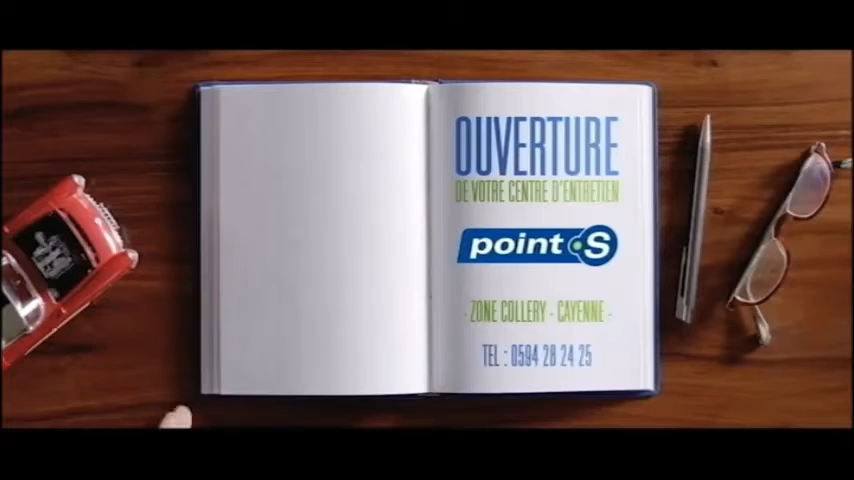 OUVERTURE
DE VOTRE CENTRE D'ENTRETIEN
point S
- ZONE COLLERY - CAYENNE -
TEL : 0594 28 24 25